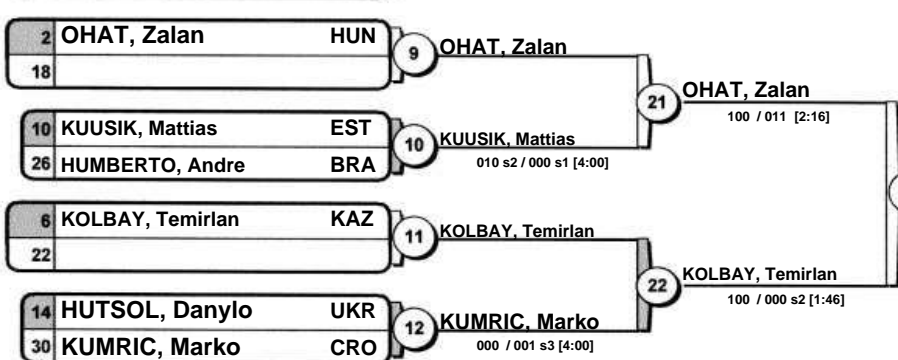 2 OHAT, Zalan HUN
18
9
OHAT, Zalan
10 KUUSIK, Mattias EST
26 HUMBERTO, Andre BRA
10
KUUSIK, Mattias
010 s2 / 000 s1 [4:00]
21
OHAT, Zalan
100 / 011 [2:16]
6 KOLBAY, Temirlan KAZ
22
11
KOLBAY, Temirlan
14 HUTSOL, Danylo UKR
30 KUMRIC, Marko CRO
12
KUMRIC, Marko
000 / 001 s3 [4:00]
22
KOLBAY, Temirlan
100 / 000 s2 [1:46]